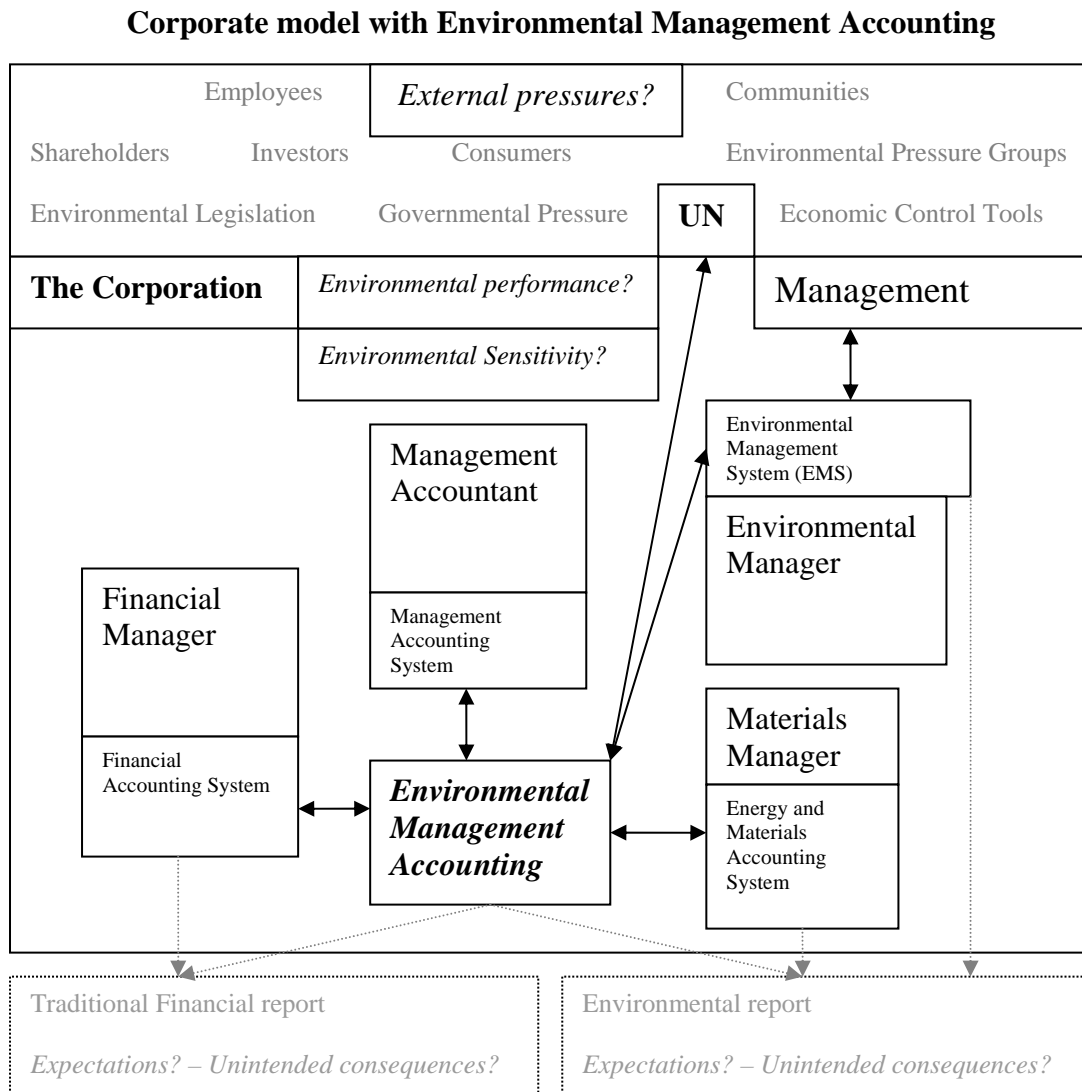 Corporate model with Environmental Management Accounting
Employees
External pressures?
Communities
Shareholders
Investors
Consumers
Environmental Pressure Groups
Environmental Legislation
Governmental Pressure
UN
Economic Control Tools
The Corporation
Environmental performance?
Management
Environmental Sensitivity?
Environmental
Management
System (EMS)
Management
Accountant
Environmental
Manager
Financial
Manager
Management
Accounting
System
Materials
Manager
Financial
Accounting System
Environmental
Management
Accounting
Energy and
Materials
Accounting
System
Traditional Financial report
Expectations? – Unintended consequences?
Environmental report
Expectations? – Unintended consequences?